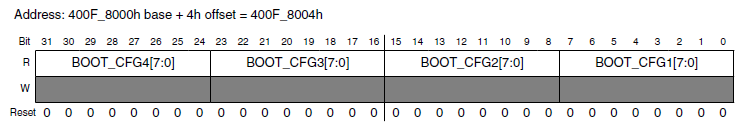 Address: 400F_8000h base + 4h offset = 400F_8004h
Bit 31 30 29 28 27 26 25 24 23 22 21 20 19 18 17 16 15 14 13 12 11 10 9 8 7 6 5 4 3 2 1 0
R BOOT_CFG4[7:0] BOOT_CFG3[7:0] BOOT_CFG2[7:0] BOOT_CFG1[7:0]
W
Reset 0 0 0 0 0 0 0 0 0 0 0 0 0 0 0 0 0 0 0 0 0 0 0 0 0 0 0 0 0 0 0 0